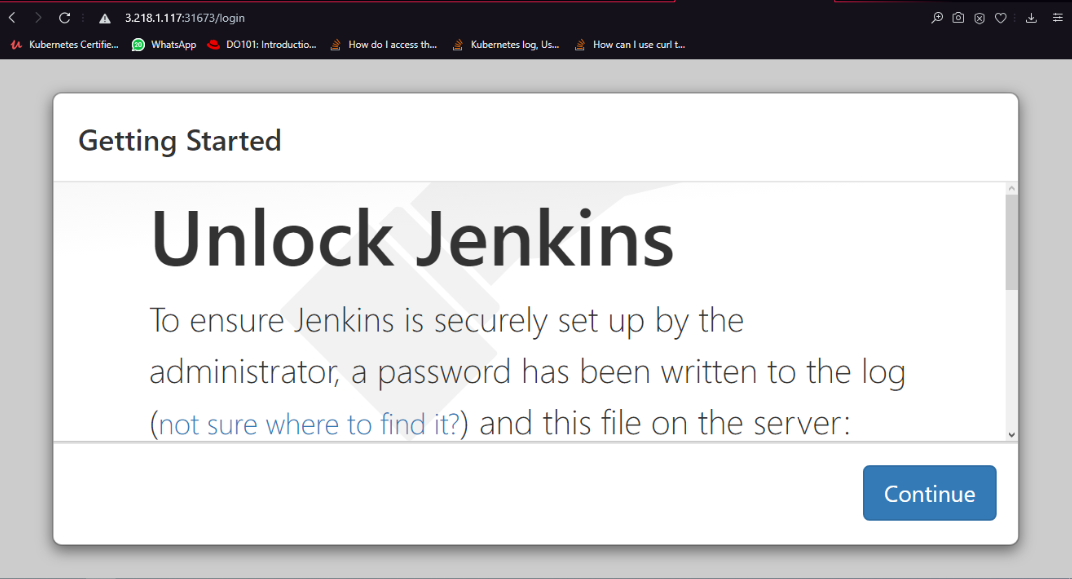 3.218.1.117:31673/login
Kubernetes Certifie... WhatsApp DO101: Introductio... How do I access th... Kubernetes log, Us... How can I use curl t...
Getting Started
Unlock Jenkins
To ensure Jenkins is securely set up by the
administrator, a password has been written to the log
(not sure where to find it?) and this file on the server:
Continue